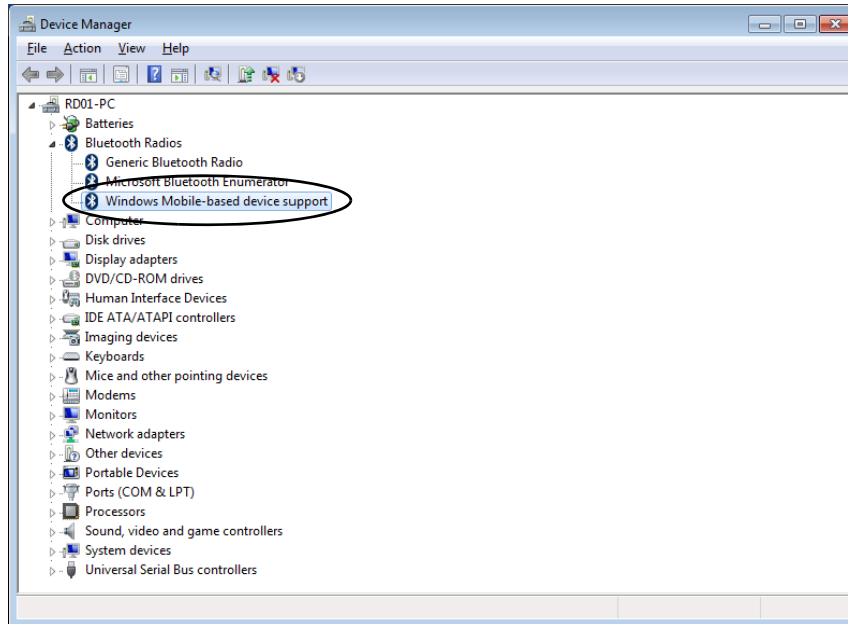 Device Manager
File Action View Help
RD01-PC
Batteries
Bluetooth Radios
Generic Bluetooth Radio
Microsoft Bluetooth Enumerator
Windows Mobile-based device support
Computer
Disk drives
Display adapters
DVD/CD-ROM drives
Human Interface Devices
IDE ATA/ATAPI controllers
Imaging devices
Keyboards
Mice and other pointing devices
Modems
Monitors
Network adapters
Other devices
Portable Devices
Ports (COM & LPT)
Processors
Sound, video and game controllers
System devices
Universal Serial Bus controllers